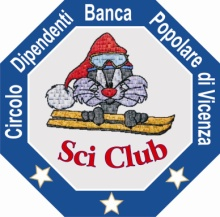 Circolo Dipendenti Banca Popolare di Vicenza
Sci Club